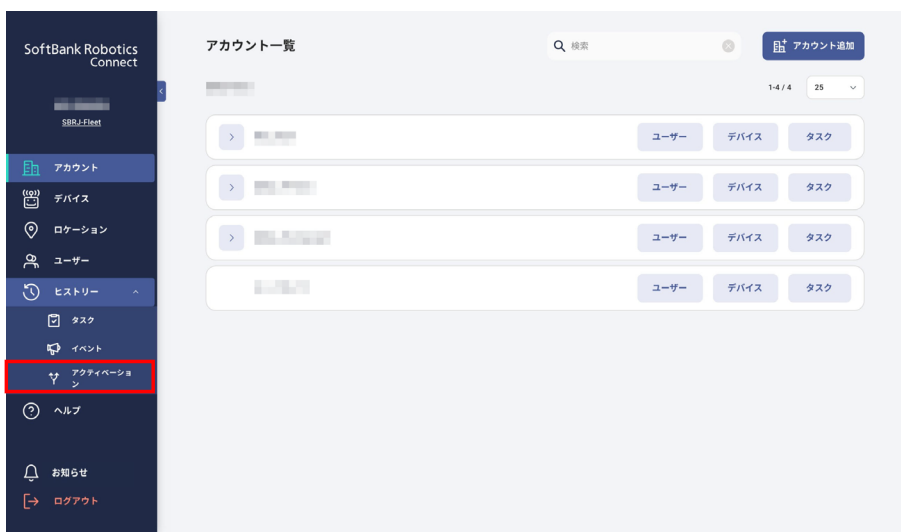 SoftBank Robotics
Connect
SBRJ-Fleet
アカウント
デバイス
ロケーション
ユーザー
ヒストリー
タスク
イベント
アクティベーショ
ン
ヘルプ
お知らせ
ログアウト
アカウント一覧
検索
アカウント追加
1-4 / 4
25
ユーザー デバイス タスク
ユーザー デバイス タスク
ユーザー デバイス タスク
ユーザー デバイス タスク